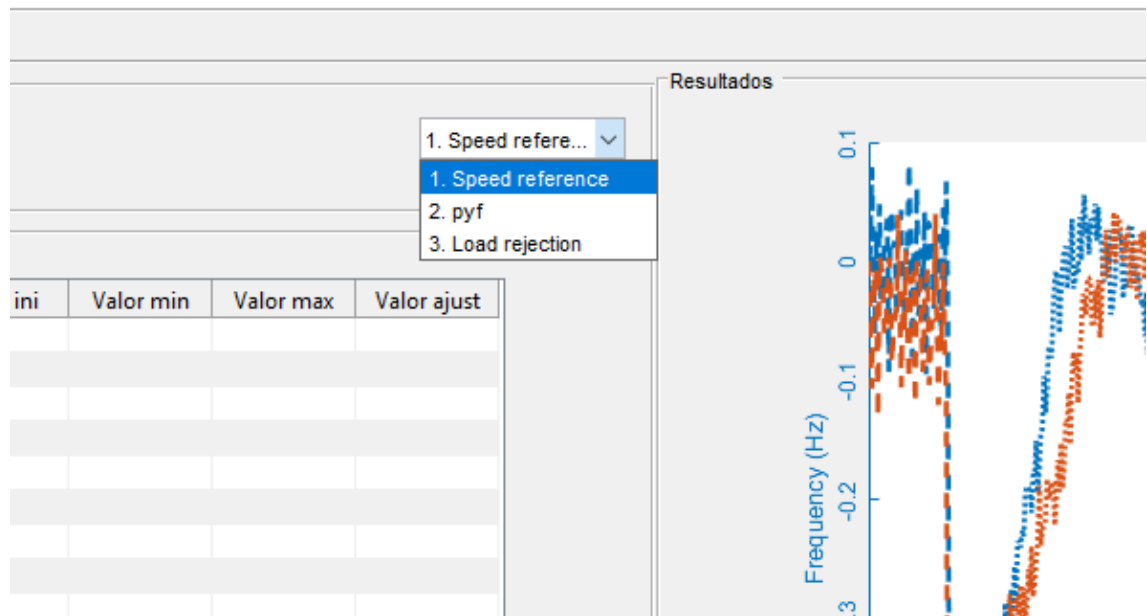 Resultados
1. Speed refere...
1. Speed reference
2. pyf
3. Load rejection
ini Valor min Valor max Valor ajust
0.1
0
-0.1
-0.2
.3
Frequency (Hz)